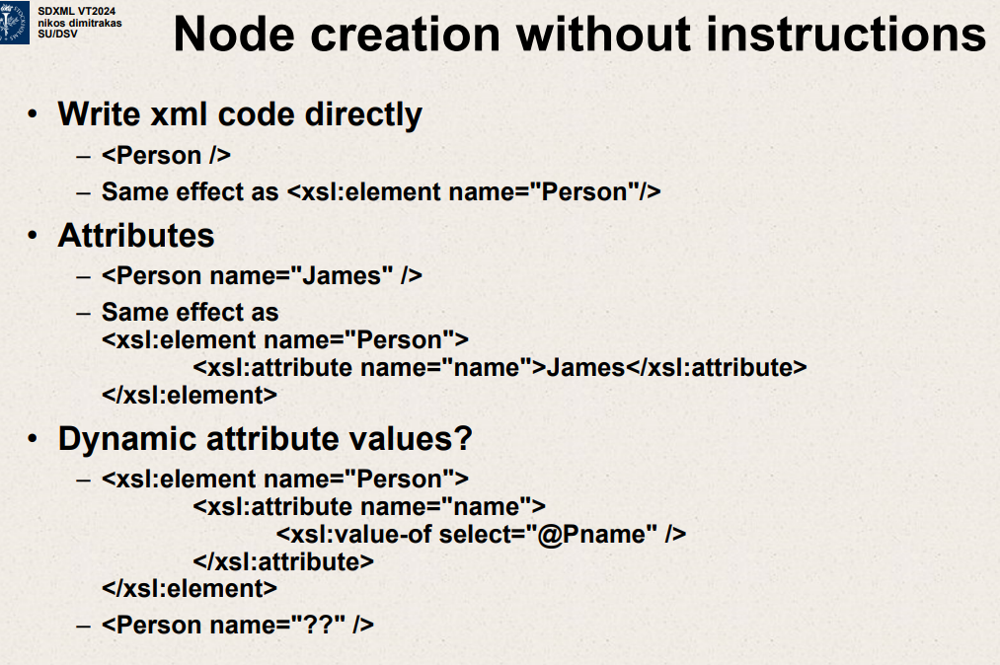 SDXML VT2024
nikos dimitrakas
SU/DSV
Node creation without instructions
• Write xml code directly
– <Person />
– Same effect as <xsl:element name="Person"/>
• Attributes
– <Person name="James" />
– Same effect as
<xsl:element name="Person">
<xsl:attribute name="name">James</xsl:attribute>
</xsl:element>
• Dynamic attribute values?
– <xsl:element name="Person">
<xsl:attribute name="name">
<xsl:value-of select="@Pname" />
</xsl:attribute>
</xsl:element>
– <Person name="??" />